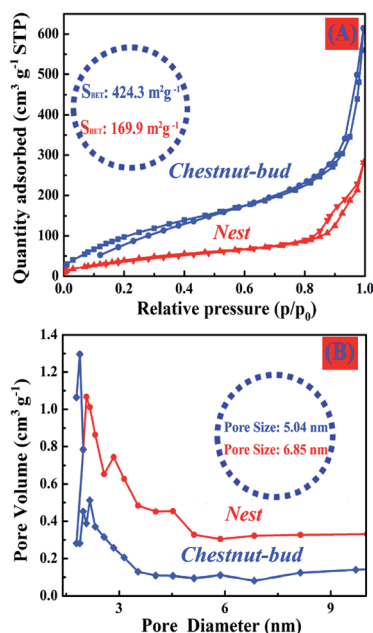 (A)
Quantity adsorbed (cm³ g⁻¹ STP)
600
500
400
300
200
100
0
S_BET: 424.3 m²g⁻¹
S_BET: 169.9 m²g⁻¹
Chestnut-bud
Nest
0.0 0.2 0.4 0.6 0.8 1.0
Relative pressure (p/p₀)
(B)
Pore Volume (cm³ g⁻¹)
1.4
1.2
1.0
0.8
0.6
0.4
0.2
0.0
Pore Size: 5.04 nm
Pore Size: 6.85 nm
Nest
Chestnut-bud
3 6 9
Pore Diameter (nm)